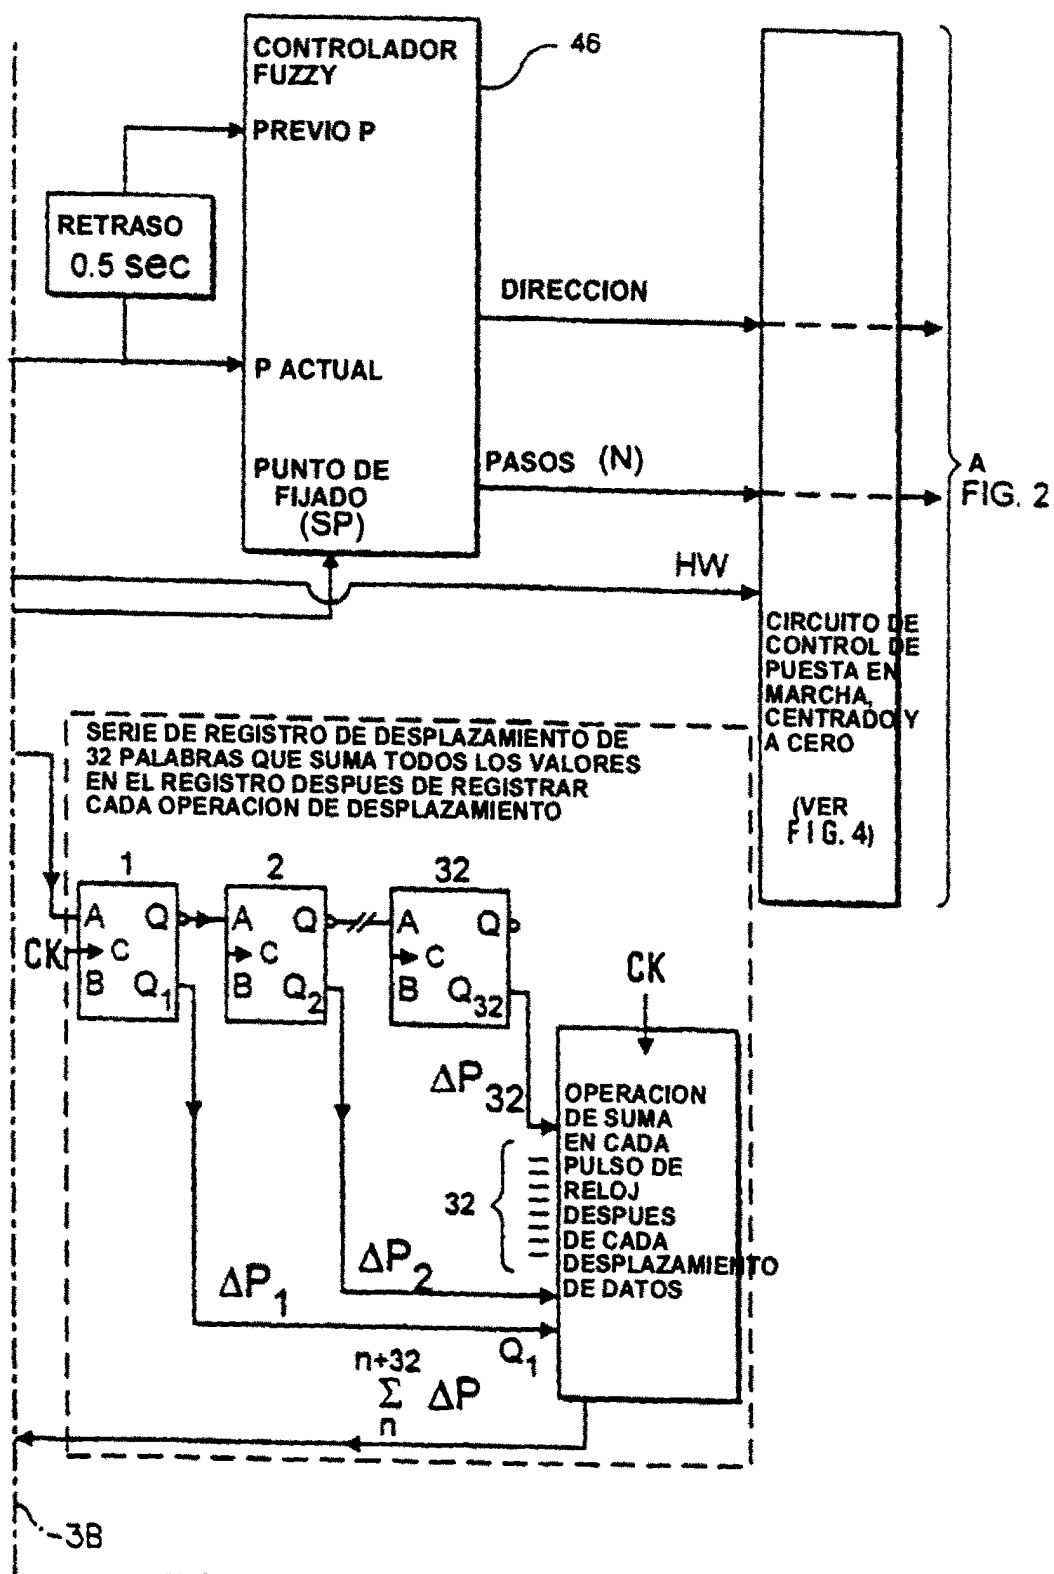 CONTROLADOR
FUZZY
46
PREVIO P
RETRASO
0.5 sec
DIRECCION
P ACTUAL
PUNTO DE
FIJADO
(SP)
PASOS (N)
A
FIG. 2
HW
CIRCUITO DE
CONTROL DE
PUESTA EN
MARCHA,
CENTRADO Y
A CERO
(VER
FIG. 4)
SERIE DE REGISTRO DE DESPLAZAMIENTO DE
32 PALABRAS QUE SUMA TODOS LOS VALORES
EN EL REGISTRO DESPUES DE REGISTRAR
CADA OPERACION DE DESPLAZAMIENTO
1 2 32
A Q A Q A Q
CK C C C
B Q1 B Q2 B Q32
CK
ΔP32
OPERACION
DE SUMA
EN CADA
PULSO DE
RELOJ
DESPUES
DE CADA
DESPLAZAMIENTO
DE DATOS
32
ΔP1
ΔP2
Q1
n+32
Σ ΔP
n
3B